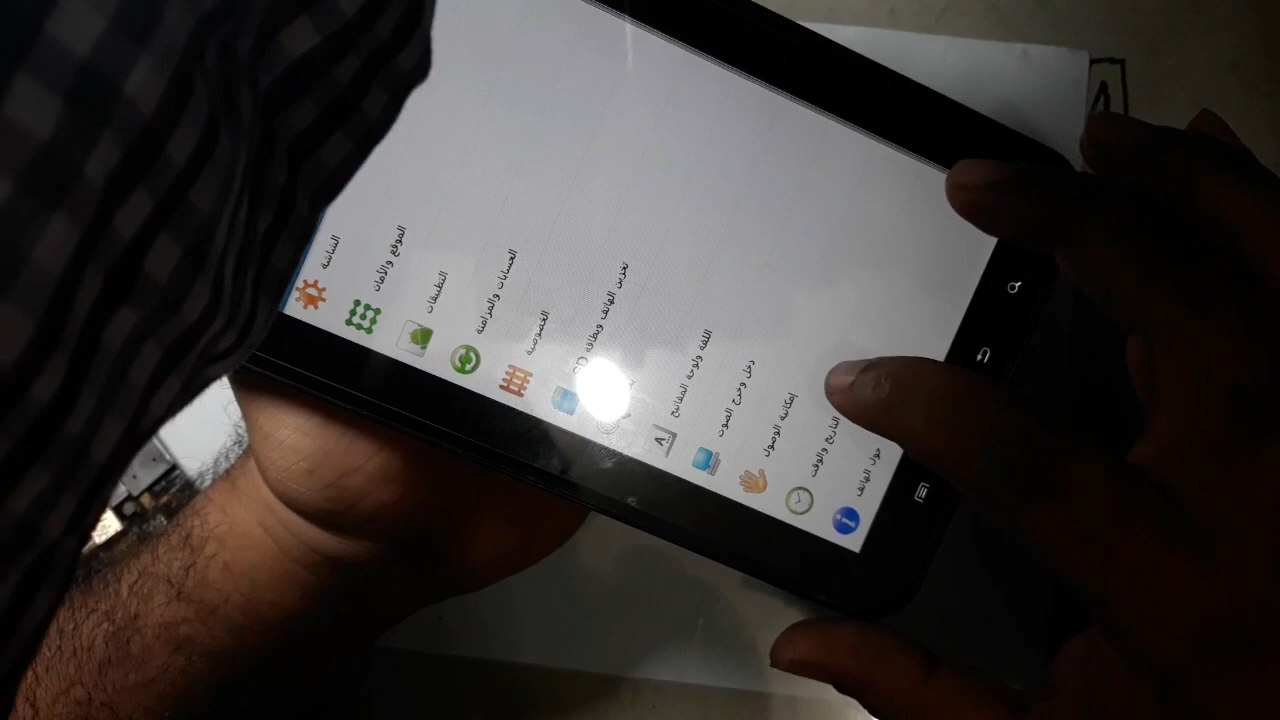 الشاشة
الموقع والأمان
التطبيقات
الحسابات والمزامنة
الخصوصية
تخزين الهاتف وبطاقة SD
اللغة ولوحة المفاتيح
دخل وخرج الصوت
إمكانية الوصول
التاريخ والوقت
حول الهاتف